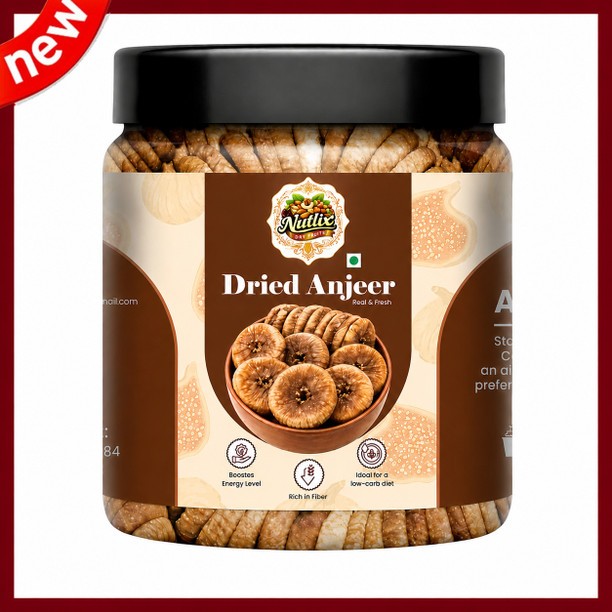 new
Nutlix
DRY FRUITS
Dried Anjeer
Real & Fresh
mail.com
:
84
A
Sto
C
an ai
prefer
Boostes
Energy Level
Rich in Fiber
Ideal for a
low-carb diet